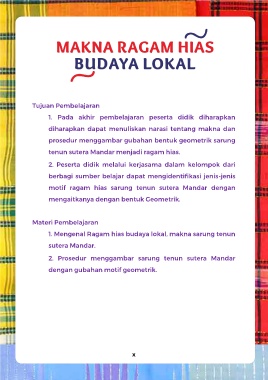 MAKNA RAGAM HIAS
BUDAYA LOKAL
Tujuan Pembelajaran
1. Pada akhir pembelajaran peserta didik diharapkan
diharapkan dapat menuliskan narasi tentang makna dan
prosedur menggambar gubahan bentuk geometrik sarung
tenun sutera Mandar menjadi ragam hias.
2. Peserta didik melalui kerjasama dalam kelompok dari
berbagi sumber belajar dapat mengidentifikasi jenis-jenis
motif ragam hias sarung tenun sutera Mandar dengan
mengaitkanya dengan bentuk Geometrik.
Materi Pembelajaran
1. Mengenal Ragam hias budaya lokal, makna sarung tenun
sutera Mandar.
2. Prosedur menggambar sarung tenun sutera Mandar
dengan gubahan motif geometrik.
x